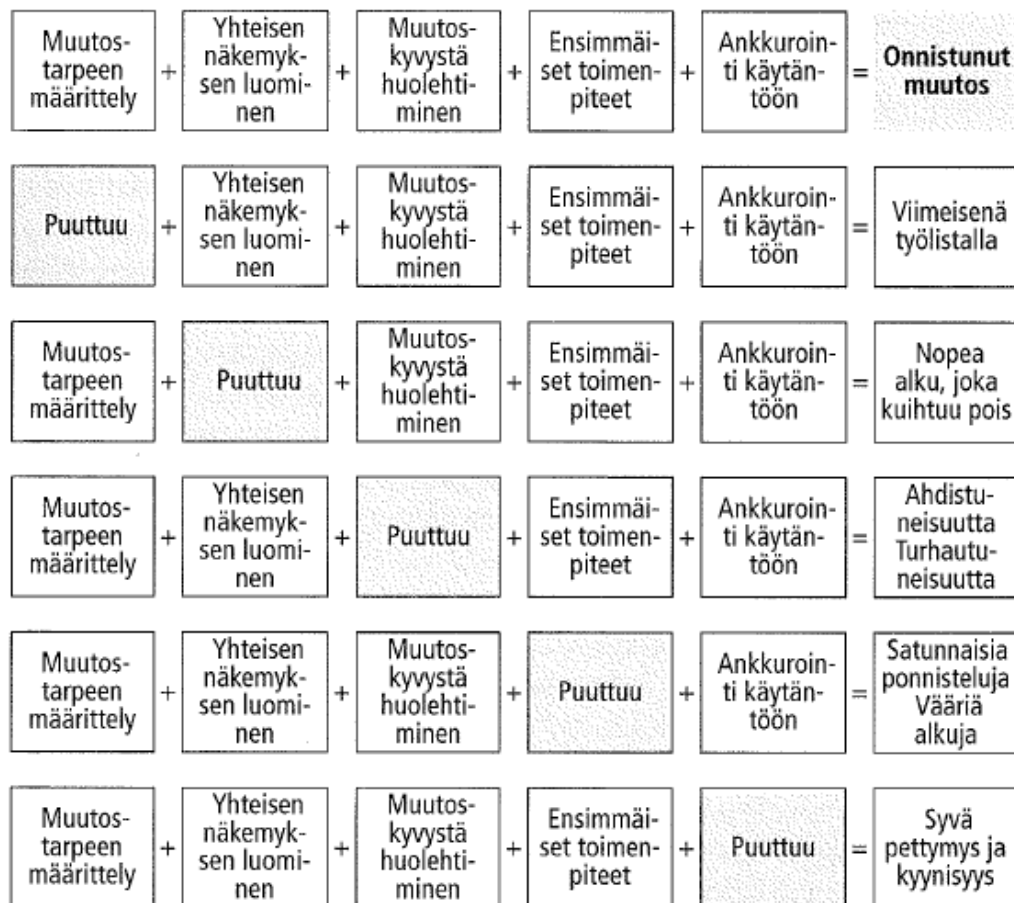 Muutos-
tarpeen
määrittely
+
Yhteisen
näkemyk-
sen luomi-
nen
+
Muutos-
kyvystä
huolehti-
minen
+
Ensimmäi-
set toimen-
piteet
+
Ankkuroin-
ti käytän-
töön
=
Onnistunut
muutos
Puuttuu
+
Yhteisen
näkemyk-
sen luomi-
nen
+
Muutos-
kyvystä
huolehti-
minen
+
Ensimmäi-
set toimen-
piteet
+
Ankkuroin-
ti käytän-
töön
=
Viimeisenä
työlistalla
Muutos-
tarpeen
määrittely
+
Puuttuu
+
Muutos-
kyvystä
huolehti-
minen
+
Ensimmäi-
set toimen-
piteet
+
Ankkuroin-
ti käytän-
töön
=
Nopea
alku, joka
kuihtuu pois
Muutos-
tarpeen
määrittely
+
Yhteisen
näkemyk-
sen luomi-
nen
+
Puuttuu
+
Ensimmäi-
set toimen-
piteet
+
Ankkuroin-
ti käytän-
töön
=
Ahdistu-
neisuutta
Turhautu-
neisuutta
Muutos-
tarpeen
määrittely
+
Yhteisen
näkemyk-
sen luomi-
nen
+
Muutos-
kyvystä
huolehti-
minen
+
Puuttuu
+
Ankkuroin-
ti käytän-
töön
=
Satunnaisia
ponnisteluja
Vääriä
alkuja
Muutos-
tarpeen
määrittely
+
Yhteisen
näkemyk-
sen luomi-
nen
+
Muutos-
kyvystä
huolehti-
minen
+
Ensimmäi-
set toimen-
piteet
+
Puuttuu
=
Syvä
pettymys ja
kyynisyys